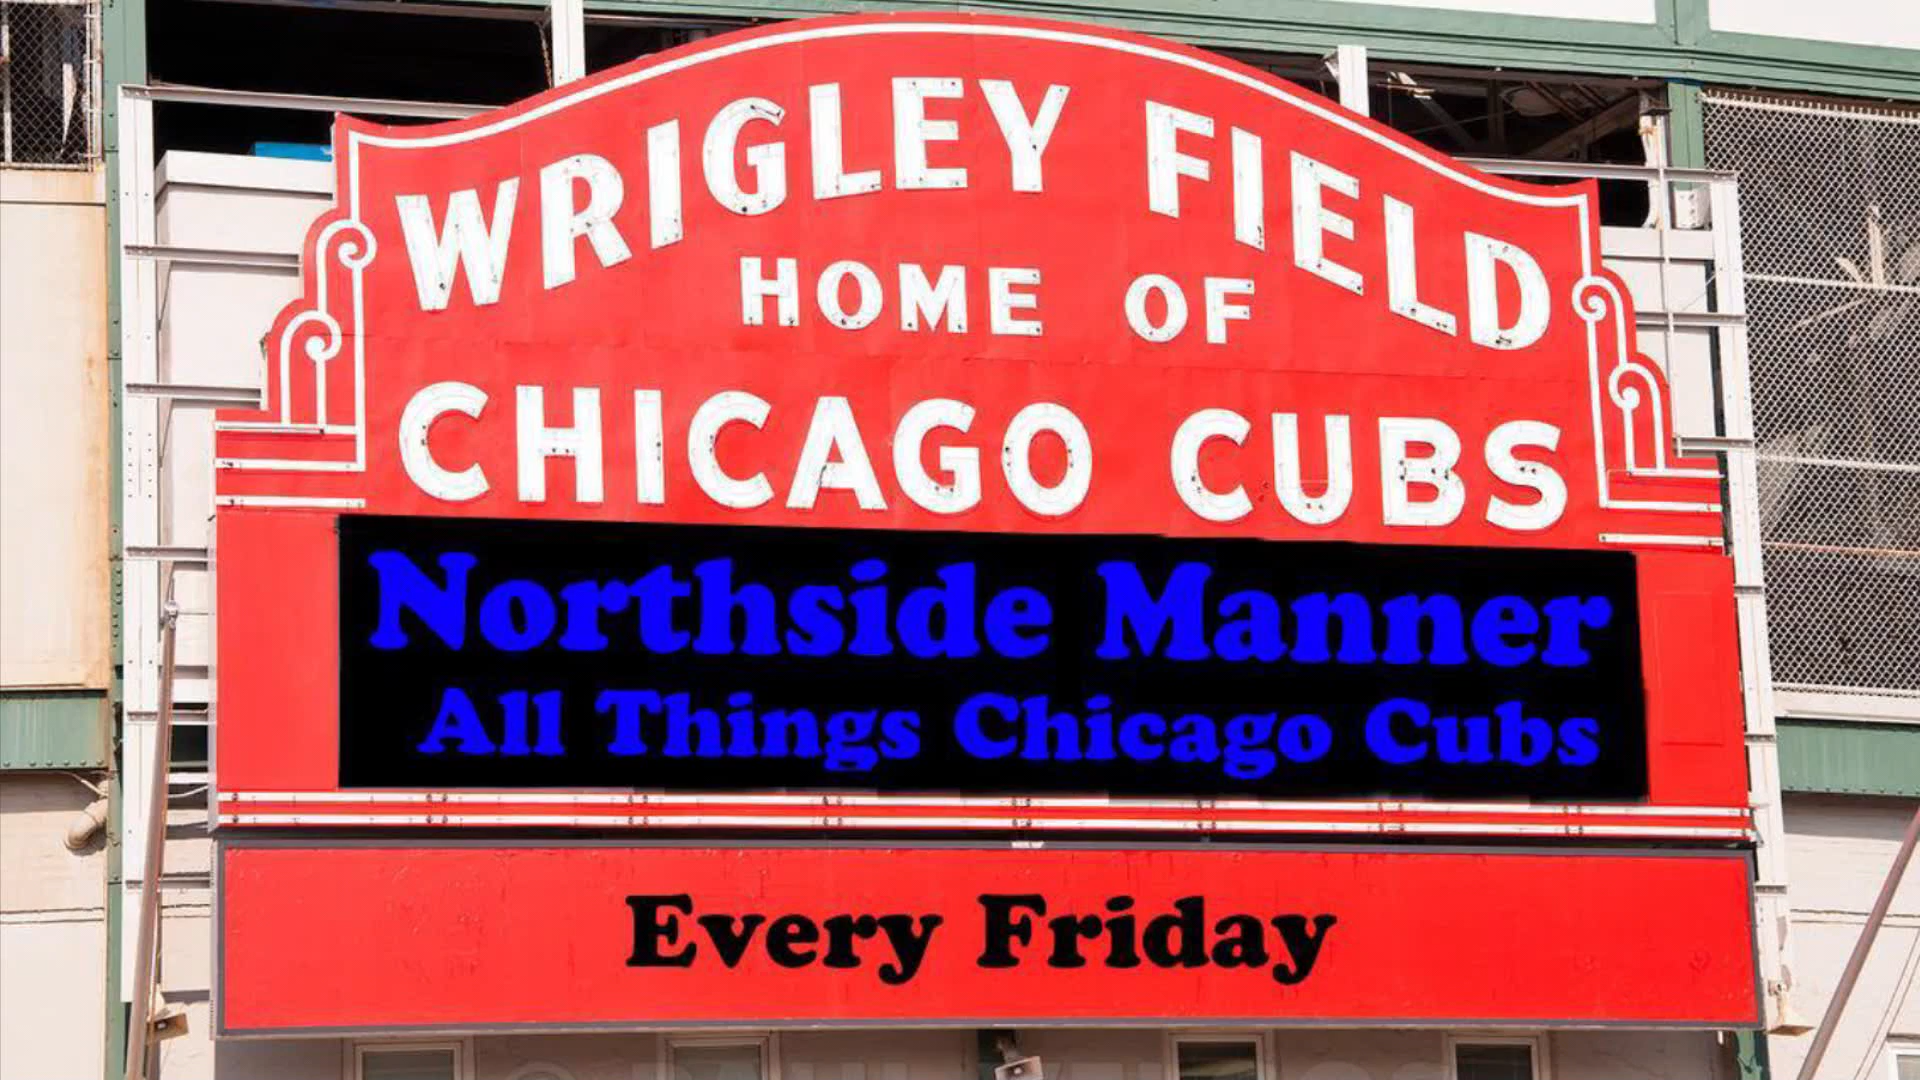 WRIGLEY FIELD
HOME OF
CHICAGO CUBS
Northside Manner
All Things Chicago Cubs
Every Friday